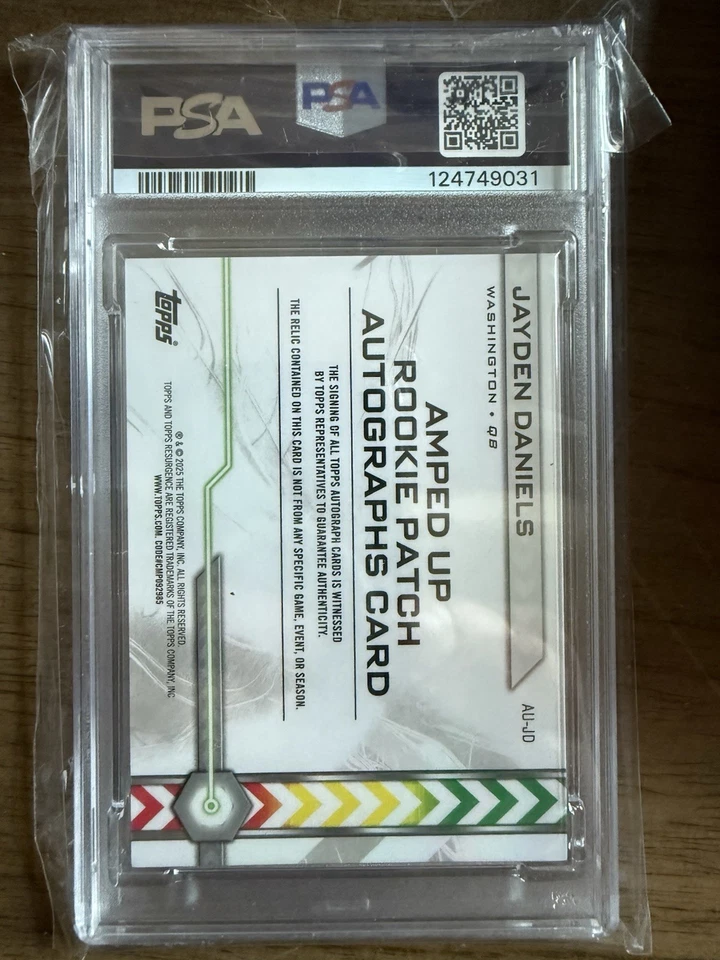 PSA
PSA
124749031
JAYDEN DANIELS
WASHINGTON • QB
AU-JD
AMPED UP
ROOKIE PATCH
AUTOGRAPHS CARD
THE SIGNING OF ALL TOPPS AUTOGRAPH CARDS IS WITNESSED
BY TOPPS REPRESENTATIVES TO GUARANTEE AUTHENTICITY.
THE RELIC CONTAINED ON THIS CARD IS NOT FROM ANY SPECIFIC GAME, EVENT, OR SEASON.
topps
® & © 2025 THE TOPPS COMPANY, INC. ALL RIGHTS RESERVED.
TOPPS AND TOPPS RESURGENCE ARE REGISTERED TRADEMARKS OF THE TOPPS COMPANY, INC
WWW.TOPPS.COM. CODE#CMP092985